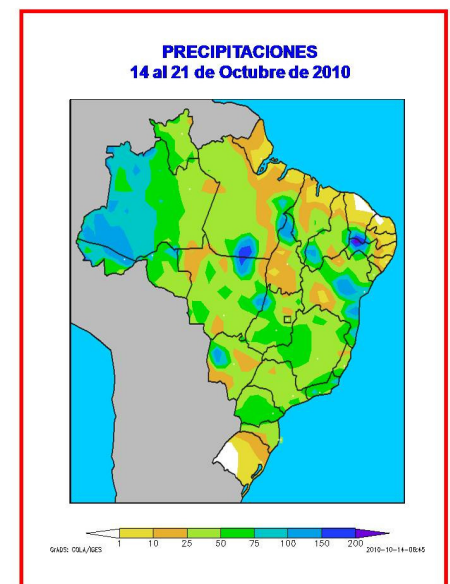 PRECIPITACIONES
14 al 21 de Octubre de 2010
1 10 25 50 75 100 150 200
GrADS: COLA/IGES
2010-10-14-08:45